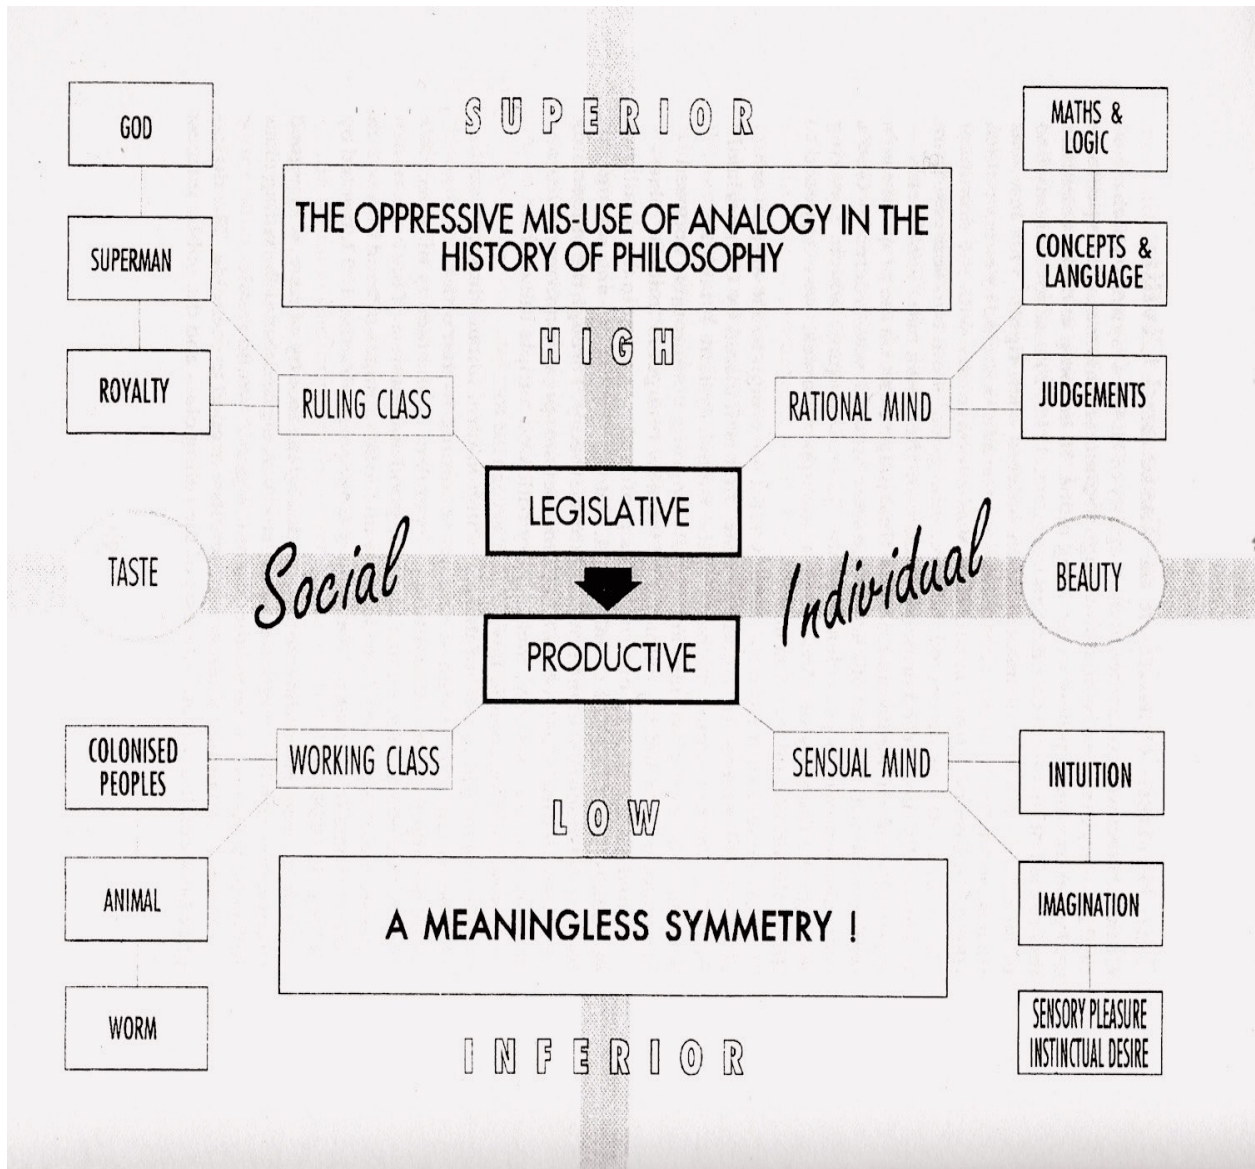 SUPERIOR
GOD
MATHS &
LOGIC
THE OPPRESSIVE MIS-USE OF ANALOGY IN THE
HISTORY OF PHILOSOPHY
SUPERMAN
CONCEPTS &
LANGUAGE
HIGH
ROYALTY
RULING CLASS
RATIONAL MIND
JUDGEMENTS
LEGISLATIVE
TASTE
Social
Individual
BEAUTY
PRODUCTIVE
COLONISED
PEOPLES
WORKING CLASS
SENSUAL MIND
INTUITION
LOW
ANIMAL
A MEANINGLESS SYMMETRY !
IMAGINATION
WORM
SENSORY PLEASURE
INSTINCTUAL DESIRE
INFERIOR